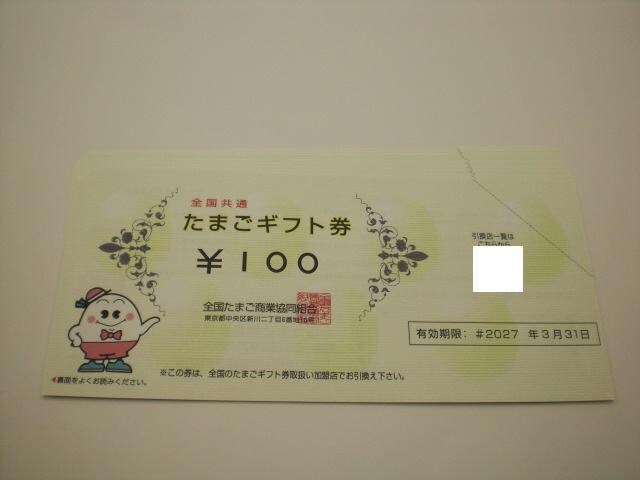 全国共通
たまごギフト券
¥100
全国たまご商業協同組合
東京都中央区新川二丁目6番地16号
引換店一覧は
こちらから
有効期限: #2027 年3月31日
※この券は、全国のたまごギフト券取扱い加盟店でお引換え下さい。
◀裏面をよくお読みください。